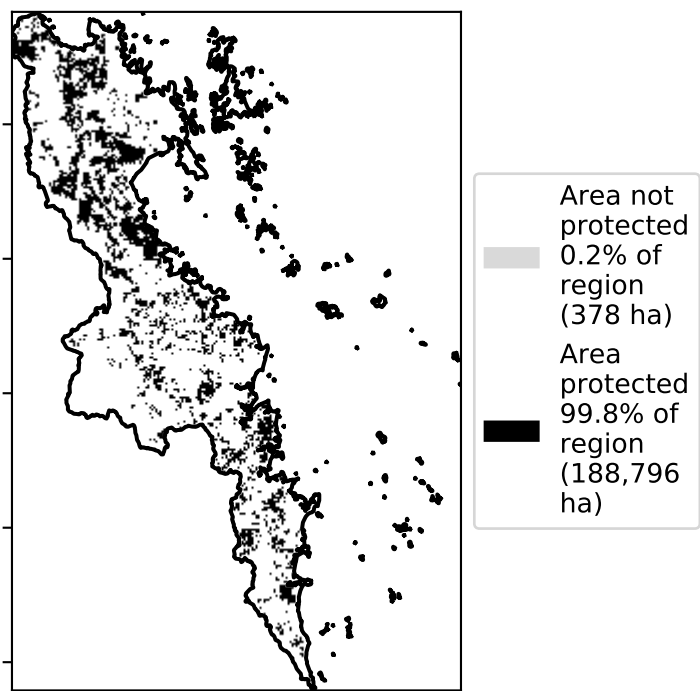 Area not
protected
0.2% of
region
(378 ha)
Area
protected
99.8% of
region
(188,796
ha)